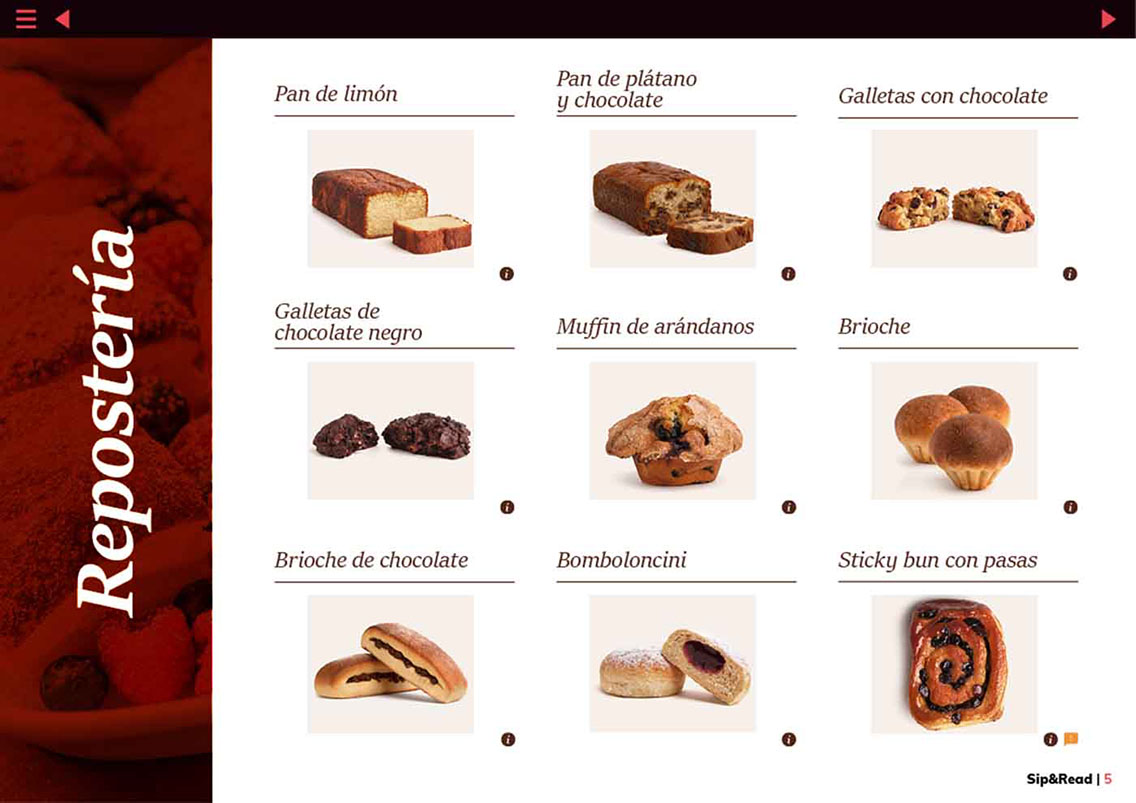 Repostería
Pan de limón
Pan de plátano
y chocolate
Galletas con chocolate
Galletas de
chocolate negro
Muffin de arándanos
Brioche
Brioche de chocolate
Bomboloncini
Sticky bun con pasas
Sip&Read | 5